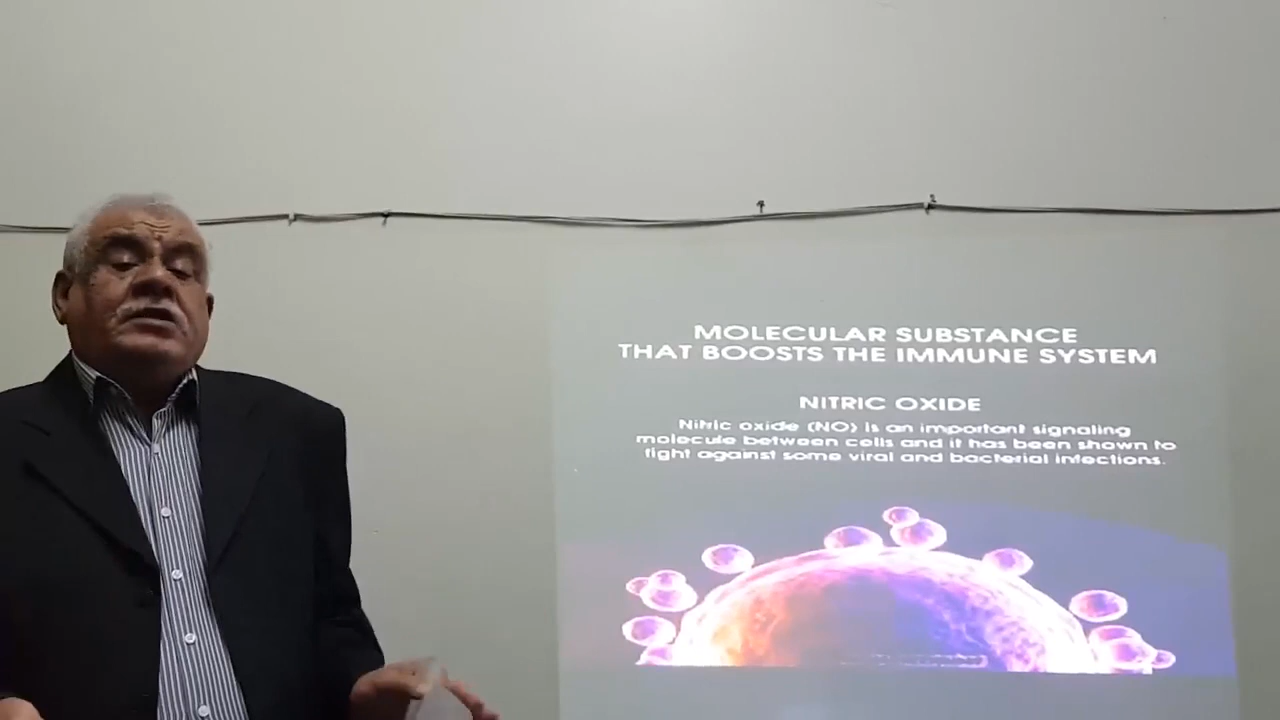 MOLECULAR SUBSTANCE
THAT BOOSTS THE IMMUNE SYSTEM
NITRIC OXIDE
Nitric oxide (NO) is an important signaling
molecule between cells and it has been shown to
fight against some viral and bacterial infections.